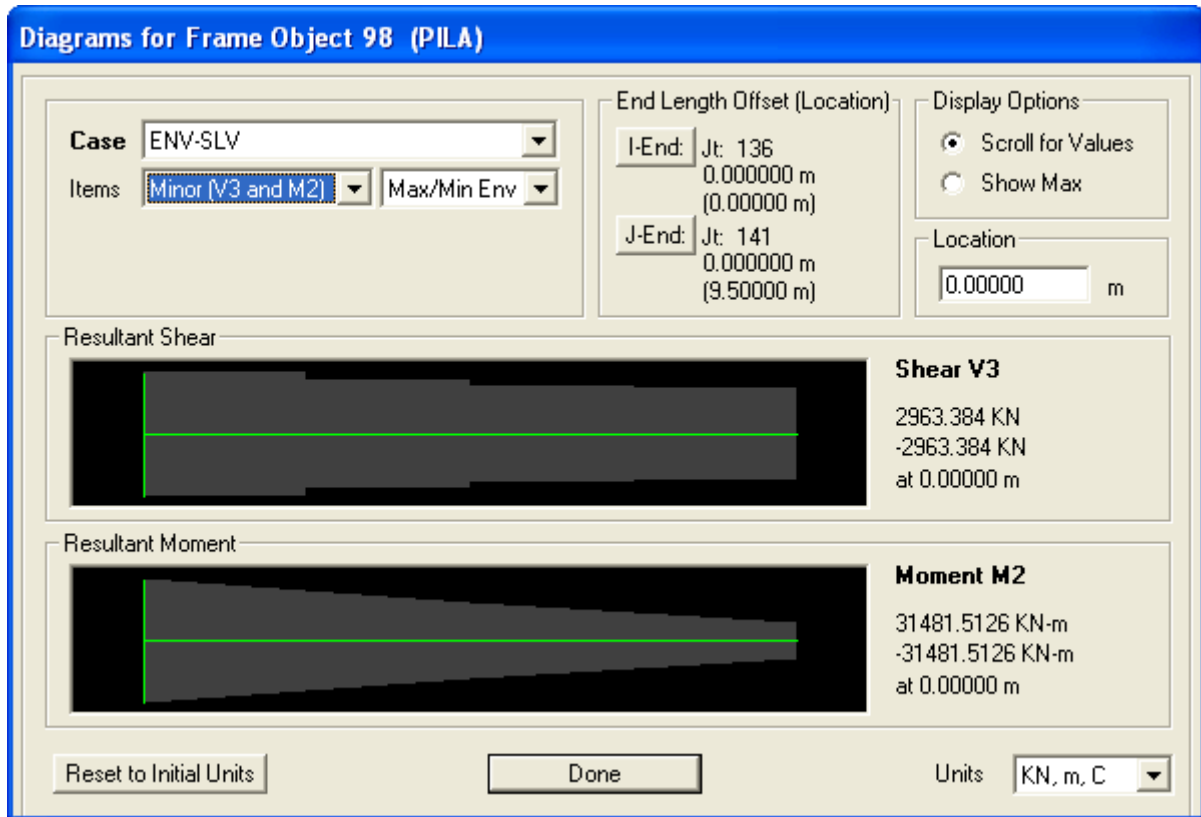 Diagrams for Frame Object 98 (PILA)
Case ENV-SLV
Items Minor (V3 and M2) Max/Min Env
End Length Offset (Location)
I-End: Jt: 136
0.000000 m
(0.00000 m)
J-End: Jt: 141
0.000000 m
(9.50000 m)
Display Options
Scroll for Values
Show Max
Location
0.00000 m
Resultant Shear
Shear V3
2963.384 KN
-2963.384 KN
at 0.00000 m
Resultant Moment
Moment M2
31481.5126 KN-m
-31481.5126 KN-m
at 0.00000 m
Reset to Initial Units Done Units KN, m, C